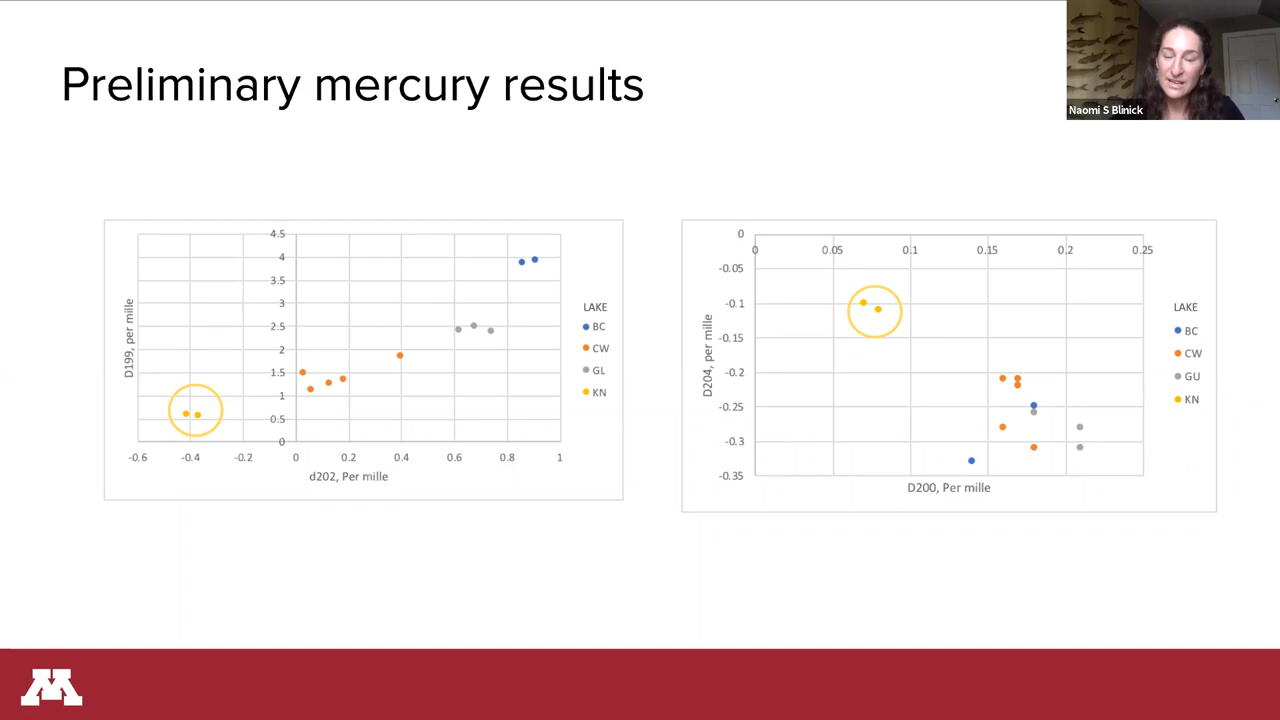 Preliminary mercury results
Naomi S Blinick
4.5
4
3.5
3
2.5
2
1.5
1
0.5
0
-0.6 -0.4 -0.2 0 0.2 0.4 0.6 0.8 1
D199, per mille
d202, Per mille
LAKE
BC
CW
GL
KN
0
0 0.05 0.1 0.15 0.2 0.25
-0.05
-0.1
-0.15
-0.2
-0.25
-0.3
-0.35
D204, per mille
D200, Per mille
LAKE
BC
CW
GU
KN
M